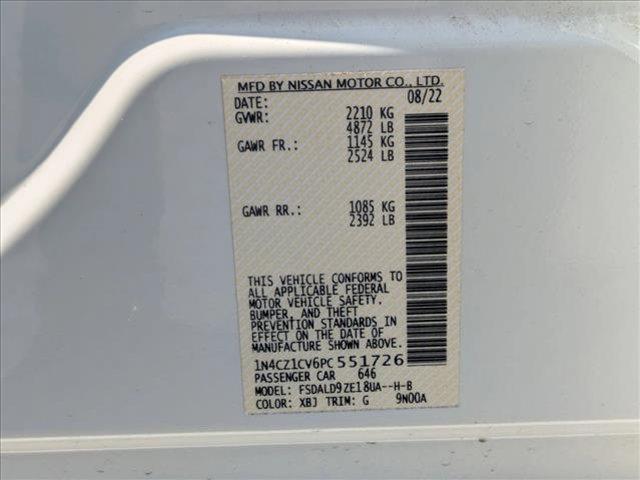 MFD BY NISSAN MOTOR CO., LTD.
DATE: 08/22
GVWR: 2210 KG
4872 LB
GAWR FR.: 1145 KG
2524 LB
GAWR RR.: 1085 KG
2392 LB
THIS VEHICLE CONFORMS TO
ALL APPLICABLE FEDERAL
MOTOR VEHICLE SAFETY,
BUMPER, AND THEFT
PREVENTION STANDARDS IN
EFFECT ON THE DATE OF
MANUFACTURE SHOWN ABOVE.
1N4CZ1CV6PC551726
PASSENGER CAR 646
MODEL: FSDALD9ZE18UA--H-B
COLOR: XBJ TRIM: G 9N00A